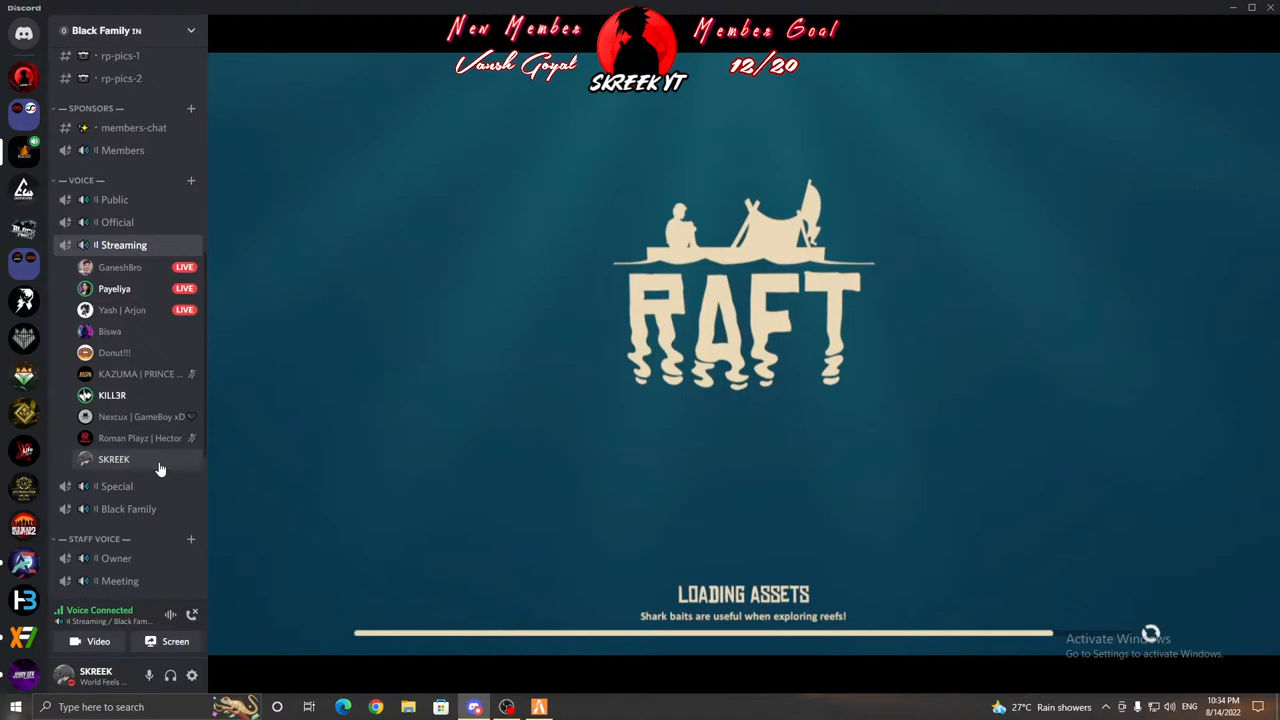 Discord
Black Family IN
rp-pics-1
rp-pics-2
SPONSORS
members-chat
Members
VOICE
Public
Official
Streaming
GaneshBro
LIVE
Payeliya
LIVE
Yash | Arjun
LIVE
Biswa
Donut!!!
KAZUMA | PRINCE ...
KILL3R
Nexcux | GameBoy xD
Roman Playz | Hector
SKREEK
Special
Black Family
STAFF VOICE
Owner
Meeting
Voice Connected
Streaming / Black Fam...
Video
Screen
SKREEK
World Feels ...
New Member
Vansh Goyal
SKREEK YT
Member Goal
12/20
RAFT
LOADING ASSETS
Shark baits are useful when exploring reefs!
Activate Windows
Go to Settings to activate Windows.
Type here to search
27°C Rain showers
10:34 PM
8/14/2022